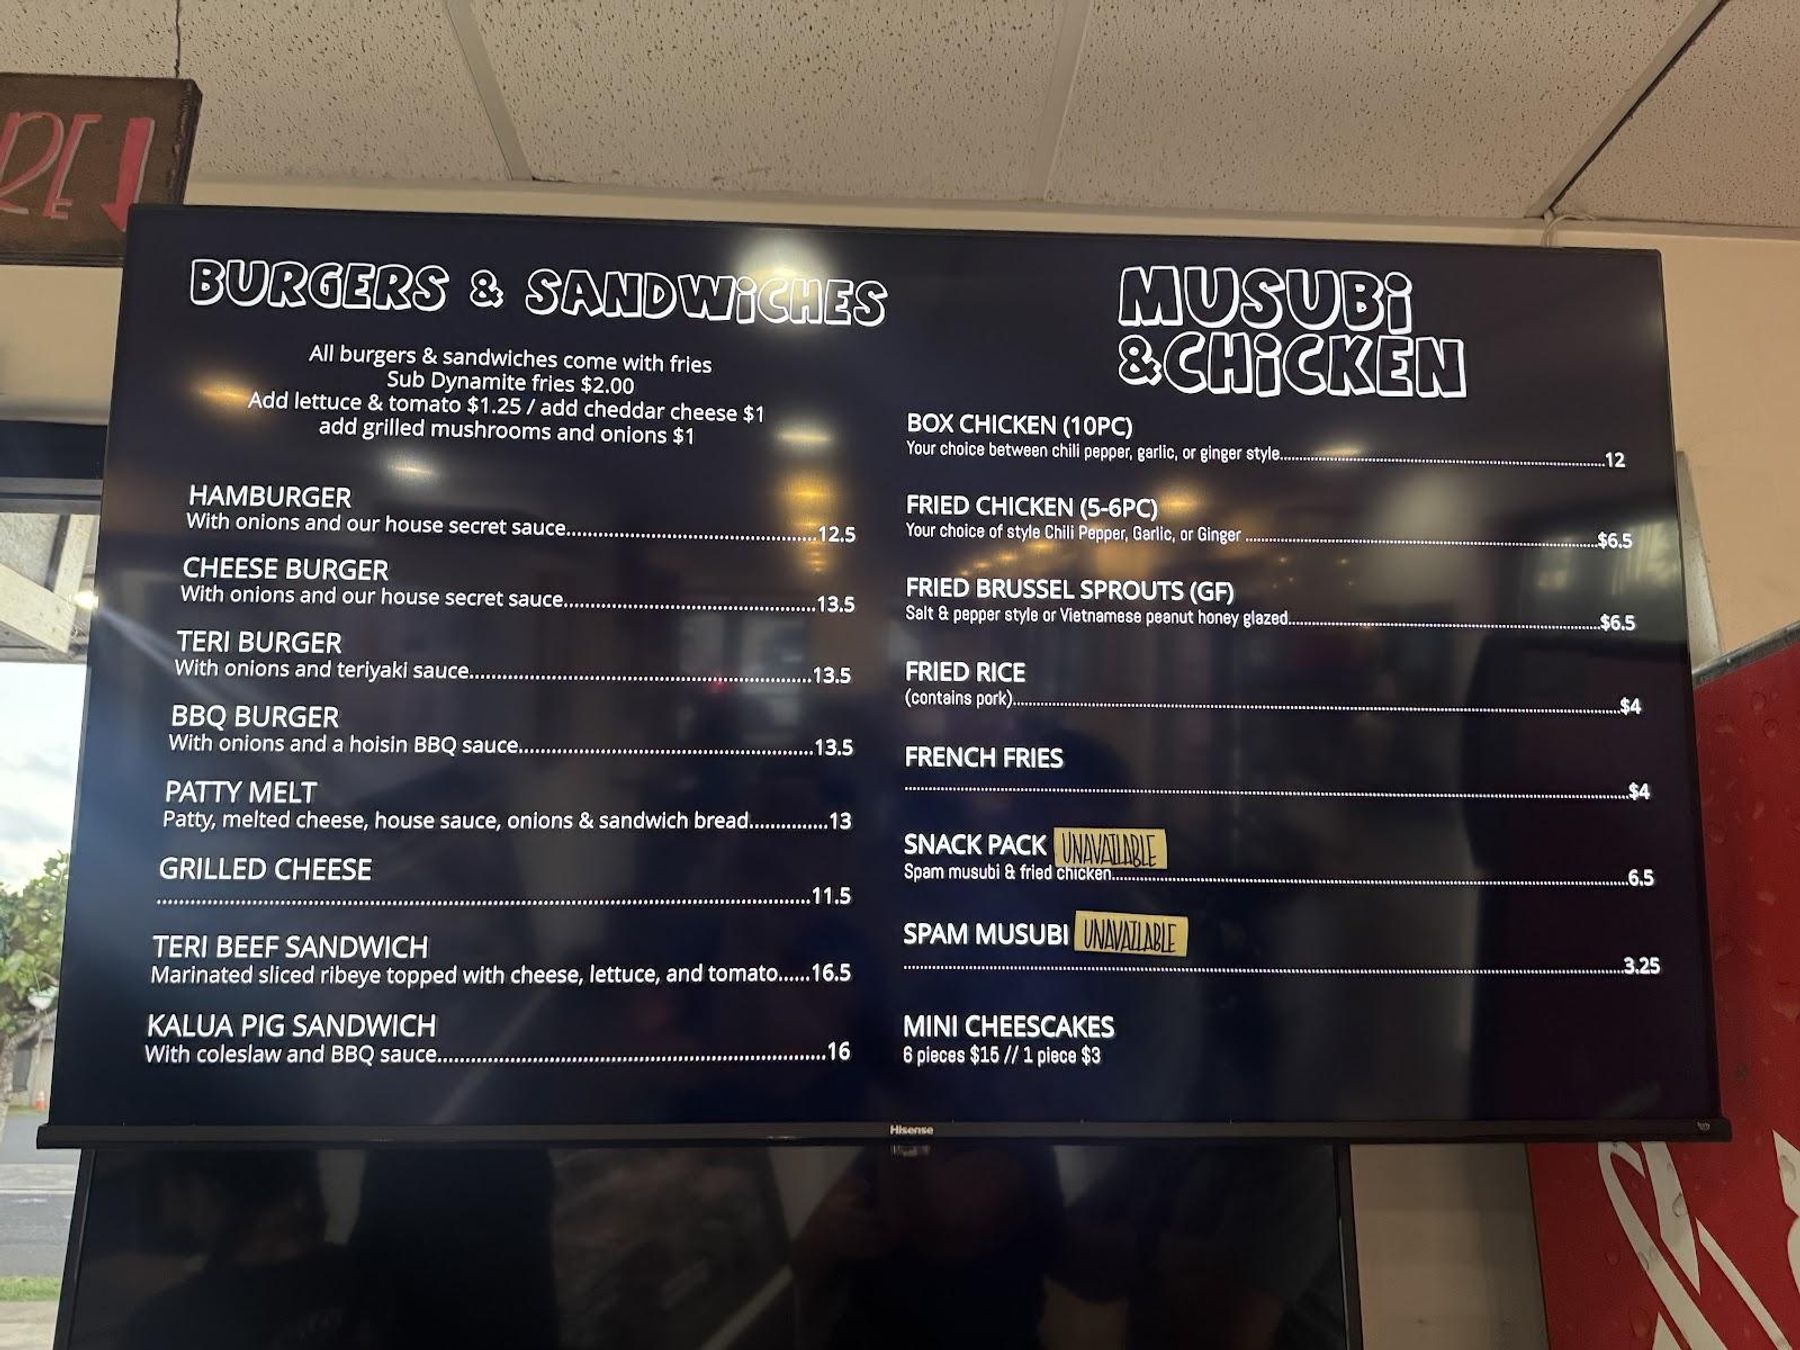 RE
BURGERS & SANDWiCHES
All burgers & sandwiches come with fries
Sub Dynamite fries $2.00
Add lettuce & tomato $1.25 / add cheddar cheese $1
add grilled mushrooms and onions $1
HAMBURGER
With onions and our house secret sauce..........12.5
CHEESE BURGER
With onions and our house secret sauce..........13.5
TERI BURGER
With onions and teriyaki sauce..........13.5
BBQ BURGER
With onions and a hoisin BBQ sauce..........13.5
PATTY MELT
Patty, melted cheese, house sauce, onions & sandwich bread..........13
GRILLED CHEESE
..........11.5
TERI BEEF SANDWICH
Marinated sliced ribeye topped with cheese, lettuce, and tomato......16.5
KALUA PIG SANDWICH
With coleslaw and BBQ sauce..........16
MUSUBi
&CHiCKEN
BOX CHICKEN (10PC)
Your choice between chili pepper, garlic, or ginger style..........12
FRIED CHICKEN (5-6PC)
Your choice of style Chili Pepper, Garlic, or Ginger ..........$6.5
FRIED BRUSSEL SPROUTS (GF)
Salt & pepper style or Vietnamese peanut honey glazed..........$6.5
FRIED RICE
(contains pork)..........$4
FRENCH FRIES
..........$4
SNACK PACK UNAVAILABLE
Spam musubi & fried chicken..........6.5
SPAM MUSUBI UNAVAILABLE
..........3.25
MINI CHEESCAKES
6 pieces $15 // 1 piece $3
Hisense